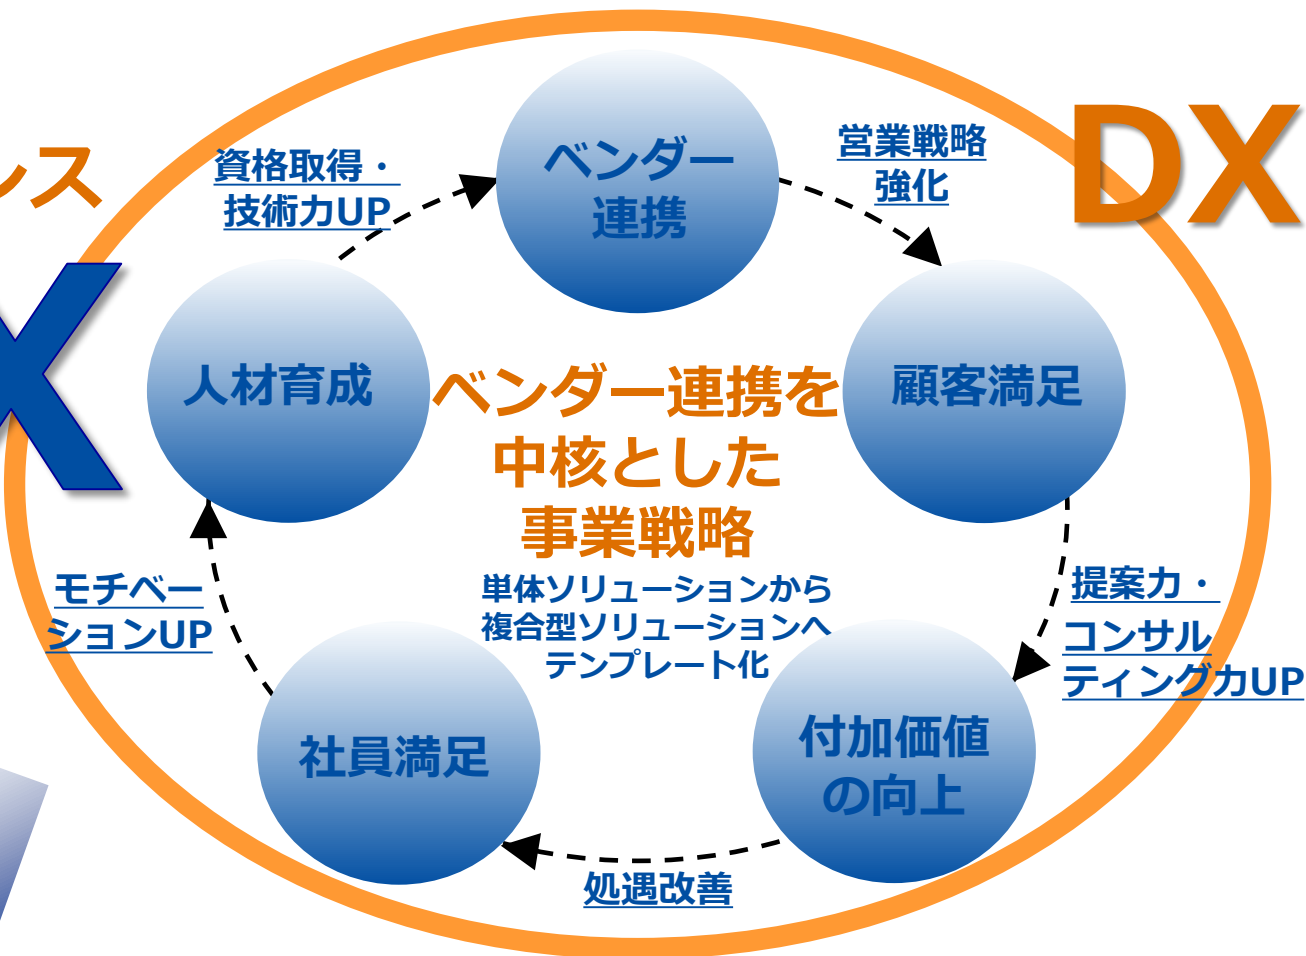 DX
ンス
X
ベンダー
連携
営業戦略
強化
顧客満足
提案力・
コンサル
ティング力UP
付加価値
の向上
処遇改善
社員満足
モチベー
ションUP
人材育成
資格取得・
技術力UP
ベンダー連携を
中核とした
事業戦略
単体ソリューションから
複合型ソリューションへ
テンプレート化